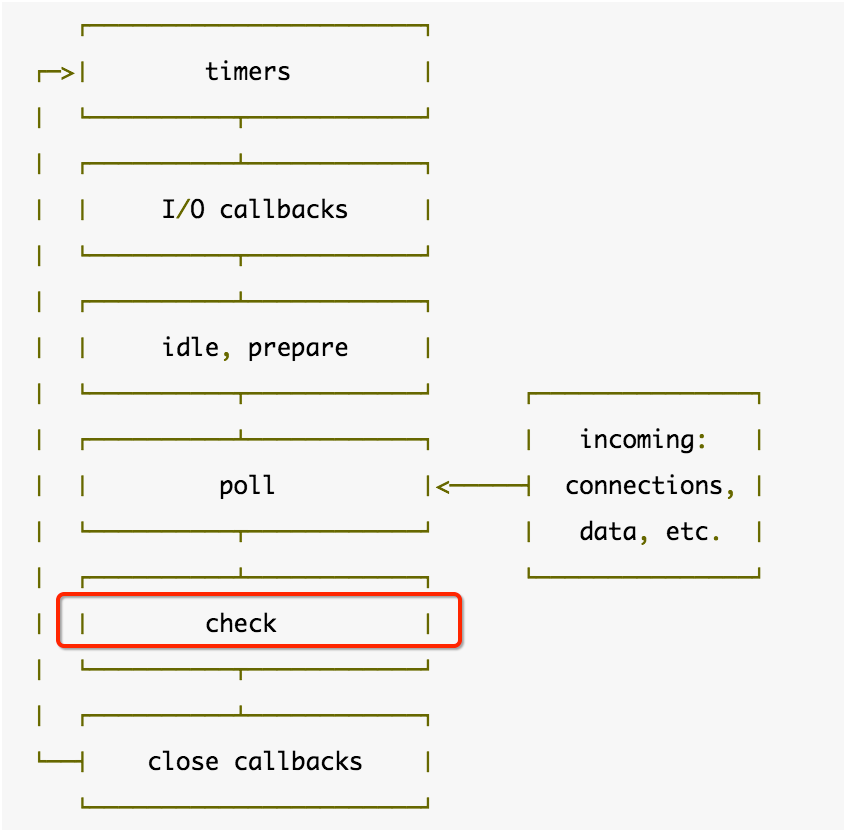 timers
I/O callbacks
idle, prepare
incoming:
poll
connections,
data, etc.
check
close callbacks